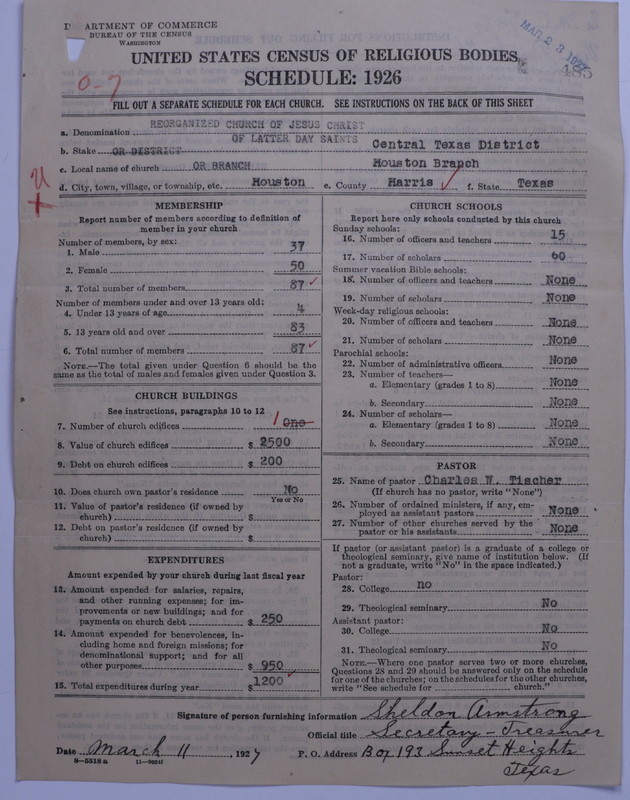 DEPARTMENT OF COMMERCE
BUREAU OF THE CENSUS
WASHINGTON
MAR 23 1927
485
UNITED STATES CENSUS OF RELIGIOUS BODIES
SCHEDULE: 1926
0-7
FILL OUT A SEPARATE SCHEDULE FOR EACH CHURCH. SEE INSTRUCTIONS ON THE BACK OF THIS SHEET
a. Denomination REORGANIZED CHURCH OF JESUS CHRIST
OF LATTER DAY SAINTS
b. Stake OR DISTRICT Central Texas District
c. Local name of church OR BRANCH Houston Branch
d. City, town, village, or township, etc. Houston e. County Harris f. State Texas
MEMBERSHIP
Report number of members according to definition of
member in your church
Number of members, by sex:
1. Male 37
2. Female 50
3. Total number of members 87
Number of members under and over 13 years old:
4. Under 13 years of age 4
5. 13 years old and over 83
6. Total number of members 87
NOTE.—The total given under Question 6 should be the
same as the total of males and females given under Question 3.
CHURCH BUILDINGS
See instructions, paragraphs 10 to 12
7. Number of church edifices 1 One
8. Value of church edifices $ 2500
9. Debt on church edifices $ 200
10. Does church own pastor's residence No
Yes or No
11. Value of pastor's residence (if owned by
church) $
12. Debt on pastor's residence (if owned by
church) $
EXPENDITURES
Amount expended by your church during last fiscal year
13. Amount expended for salaries, repairs,
and other running expenses; for im-
provements or new buildings; and for
payments on church debt $ 250
14. Amount expended for benevolences, in-
cluding home and foreign missions; for
denominational support; and for all
other purposes $ 950
15. Total expenditures during year $ 1200
CHURCH SCHOOLS
Report here only schools conducted by this church
Sunday schools:
16. Number of officers and teachers 15
17. Number of scholars 60
Summer vacation Bible schools:
18. Number of officers and teachers None
19. Number of scholars None
Week-day religious schools:
20. Number of officers and teachers None
21. Number of scholars None
Parochial schools:
22. Number of administrative officers None
23. Number of teachers—
a. Elementary (grades 1 to 8) None
b. Secondary None
24. Number of scholars—
a. Elementary (grades 1 to 8) None
b. Secondary None
PASTOR
25. Name of pastor Charles W. Tischer
(If church has no pastor, write "None")
26. Number of ordained ministers, if any, em-
ployed as assistant pastors None
27. Number of other churches served by the
pastor or his assistants None
If pastor (or assistant pastor) is a graduate of a college or
theological seminary, give name of institution below. (If
not a graduate, write "No" in the space indicated.)
Pastor:
28. College no
29. Theological seminary No
Assistant pastor:
30. College No
31. Theological seminary No
NOTE.—Where one pastor serves two or more churches,
Questions 28 and 29 should be answered only on the schedule
for one of the churches; on the schedules for the other churches,
write "See schedule for church."
Signature of person furnishing information Sheldon Armstrong
Official title Secretary - Treasurer
Date March 11, 1927 P. O. Address Box 193 Sunset Heights
Texas
8-5518 a